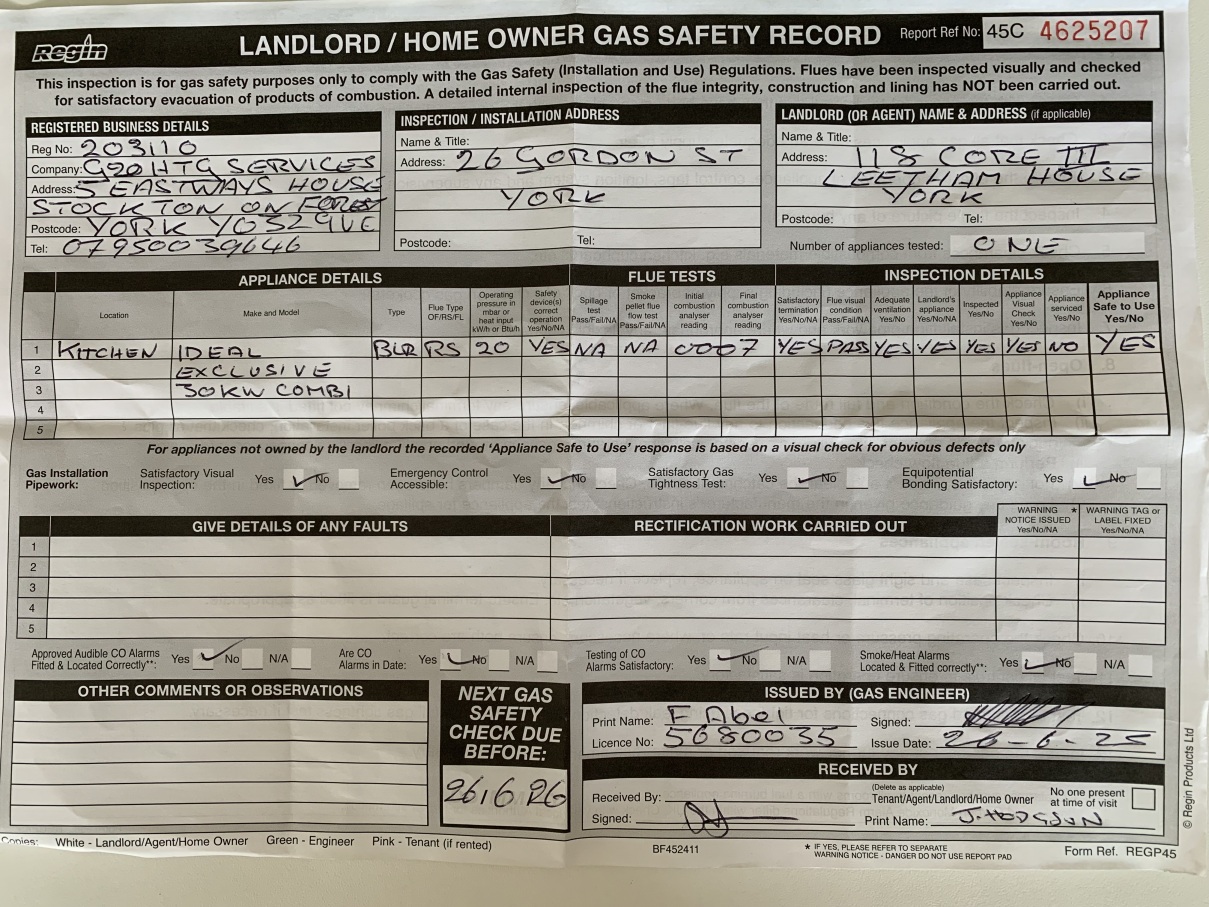 Regin
LANDLORD / HOME OWNER GAS SAFETY RECORD
Report Ref No: 45C 4625207
This inspection is for gas safety purposes only to comply with the Gas Safety (Installation and Use) Regulations. Flues have been inspected visually and checked
for satisfactory evacuation of products of combustion. A detailed internal inspection of the flue integrity, construction and lining has NOT been carried out.
REGISTERED BUSINESS DETAILS
Reg No: 203110
Company: G20 HTG SERVICES
Address: 5 EASTWAYS HOUSE
STOCKTON ON FOREST
YORK
Postcode: YO32 9UE
Tel: 07950039646
INSPECTION / INSTALLATION ADDRESS
Name & Title:
Address: 26 GORDON ST
YORK
Postcode: Tel:
LANDLORD (OR AGENT) NAME & ADDRESS (if applicable)
Name & Title:
Address: 118 CORE III
LEETHAM HOUSE
YORK
Postcode: Tel:
Number of appliances tested: ONE
APPLIANCE DETAILS FLUE TESTS INSPECTION DETAILS
Location
Make and Model
Type
Flue Type OF/RS/FL
Operating pressure in mbar or heat input kW/h or Btu/h
Safety device(s) correct operation Yes/No/NA
Spillage test Pass/Fail/NA
Smoke pellet flue flow test Pass/Fail/NA
Initial combustion analyser reading
Final combustion analyser reading
Satisfactory termination Yes/No/NA
Flue visual condition Pass/Fail/NA
Adequate ventilation Yes/No
Landlord's appliance Yes/No
Inspected Yes/No
Appliance Visual Check Yes/No
Appliance serviced Yes/No
Appliance Safe to Use Yes/No
1 KITCHEN IDEAL BLR RS 20 YES NA NA 0007 YES PASS YES YES YES YES NO YES
2 EXCLUSIVE
3 30KW COMBI
4
5
For appliances not owned by the landlord the recorded 'Appliance Safe to Use' response is based on a visual check for obvious defects only
Gas Installation Pipework: Satisfactory Visual Inspection: Yes No Emergency Control Accessible: Yes No Satisfactory Gas Tightness Test: Yes No Equipotential Bonding Satisfactory: Yes No
GIVE DETAILS OF ANY FAULTS RECTIFICATION WORK CARRIED OUT WARNING NOTICE ISSUED Yes/No/NA * WARNING TAG or LABEL FIXED Yes/No/NA
1
2
3
4
5
Approved Audible CO Alarms Fitted & Located Correctly**: Yes No N/A Are CO Alarms in Date: Yes No N/A Testing of CO Alarms Satisfactory: Yes No N/A Smoke/Heat Alarms Located & Fitted correctly**: Yes No N/A
OTHER COMMENTS OR OBSERVATIONS
NEXT GAS
SAFETY
CHECK DUE
BEFORE:
26,6 26
ISSUED BY (GAS ENGINEER)
Print Name: F Abel Signed:
Licence No: 5680035 Issue Date: 26-6-25
RECEIVED BY
Received By: (Delete as applicable) Tenant/Agent/Landlord/Home Owner No one present at time of visit
Signed: Print Name: J. HODGSON
© Regin Products Ltd
Copies: White - Landlord/Agent/Home Owner Green - Engineer Pink - Tenant (if rented)
BF452411
* IF YES, PLEASE REFER TO SEPARATE
WARNING NOTICE - DANGER DO NOT USE REPORT PAD
Form Ref. REGP45